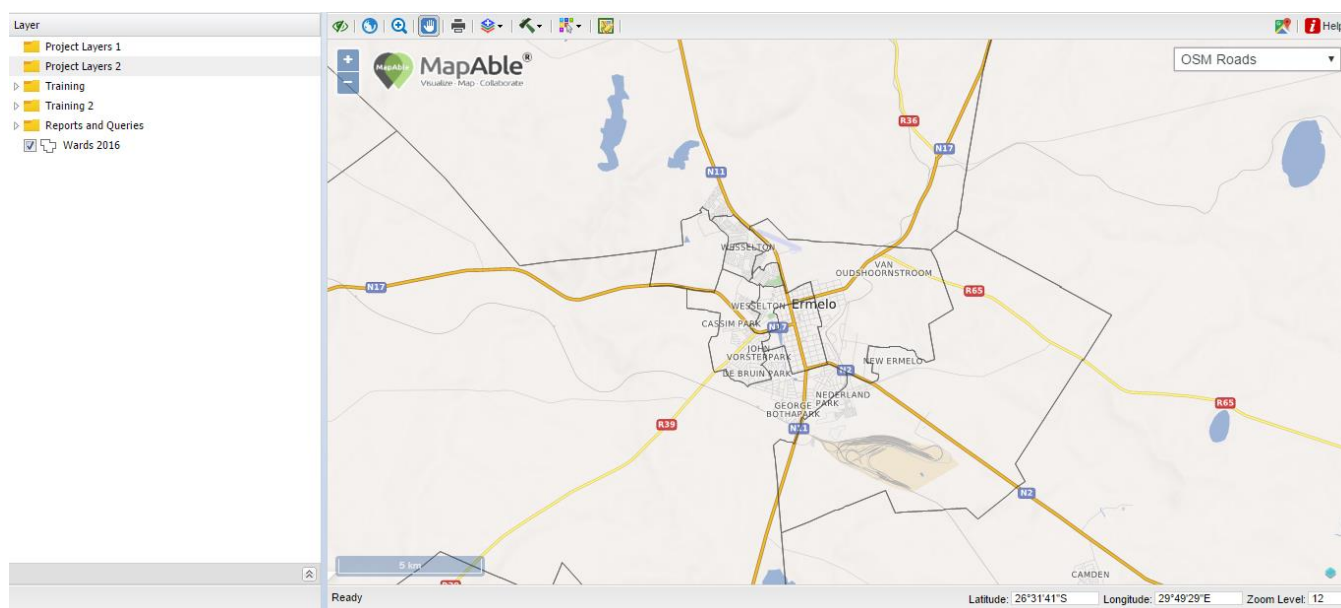 Layer
Project Layers 1
Project Layers 2
Training
Training 2
Reports and Queries
Wards 2016
Help
MapAble®
MapAble
Visualize · Map · Collaborate
OSM Roads
R36
N17
N11
WESSELTON
VAN
OUDSHOORNSTROOM
N17
R65
WESSELTON
Ermelo
CASSIM PARK
N17
JOHN
VORSTERPARK
NEW ERMELO
DE BRUIN PARK
N2
NEDERLAND
PARK
GEORGE
BOTHAPARK
R65
R39
N11
N2
5 km
CAMDEN
Ready
Latitude: 26°31'41"S
Longitude: 29°49'29"E
Zoom Level: 12